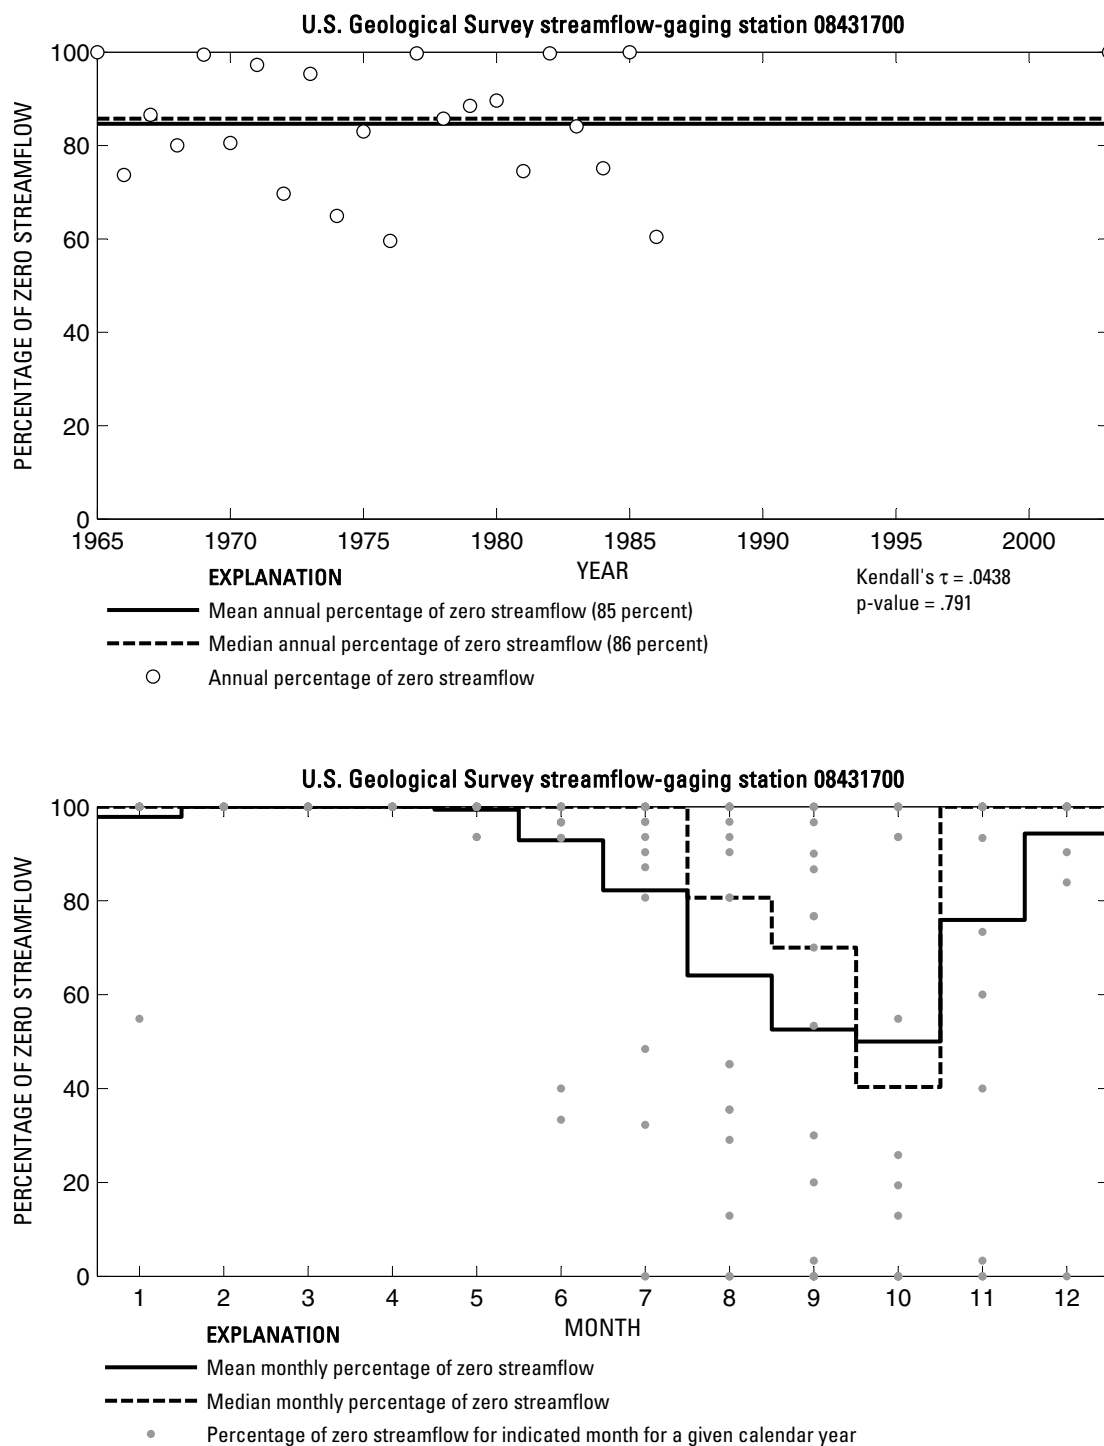 U.S. Geological Survey streamflow-gaging station 08431700
PERCENTAGE OF ZERO STREAMFLOW
100
80
60
40
20
0
1965 1970 1975 1980 1985 1990 1995 2000
YEAR
Kendall's τ = .0438
p-value = .791
EXPLANATION
Mean annual percentage of zero streamflow (85 percent)
Median annual percentage of zero streamflow (86 percent)
Annual percentage of zero streamflow
U.S. Geological Survey streamflow-gaging station 08431700
PERCENTAGE OF ZERO STREAMFLOW
100
80
60
40
20
0
1 2 3 4 5 6 7 8 9 10 11 12
MONTH
EXPLANATION
Mean monthly percentage of zero streamflow
Median monthly percentage of zero streamflow
Percentage of zero streamflow for indicated month for a given calendar year